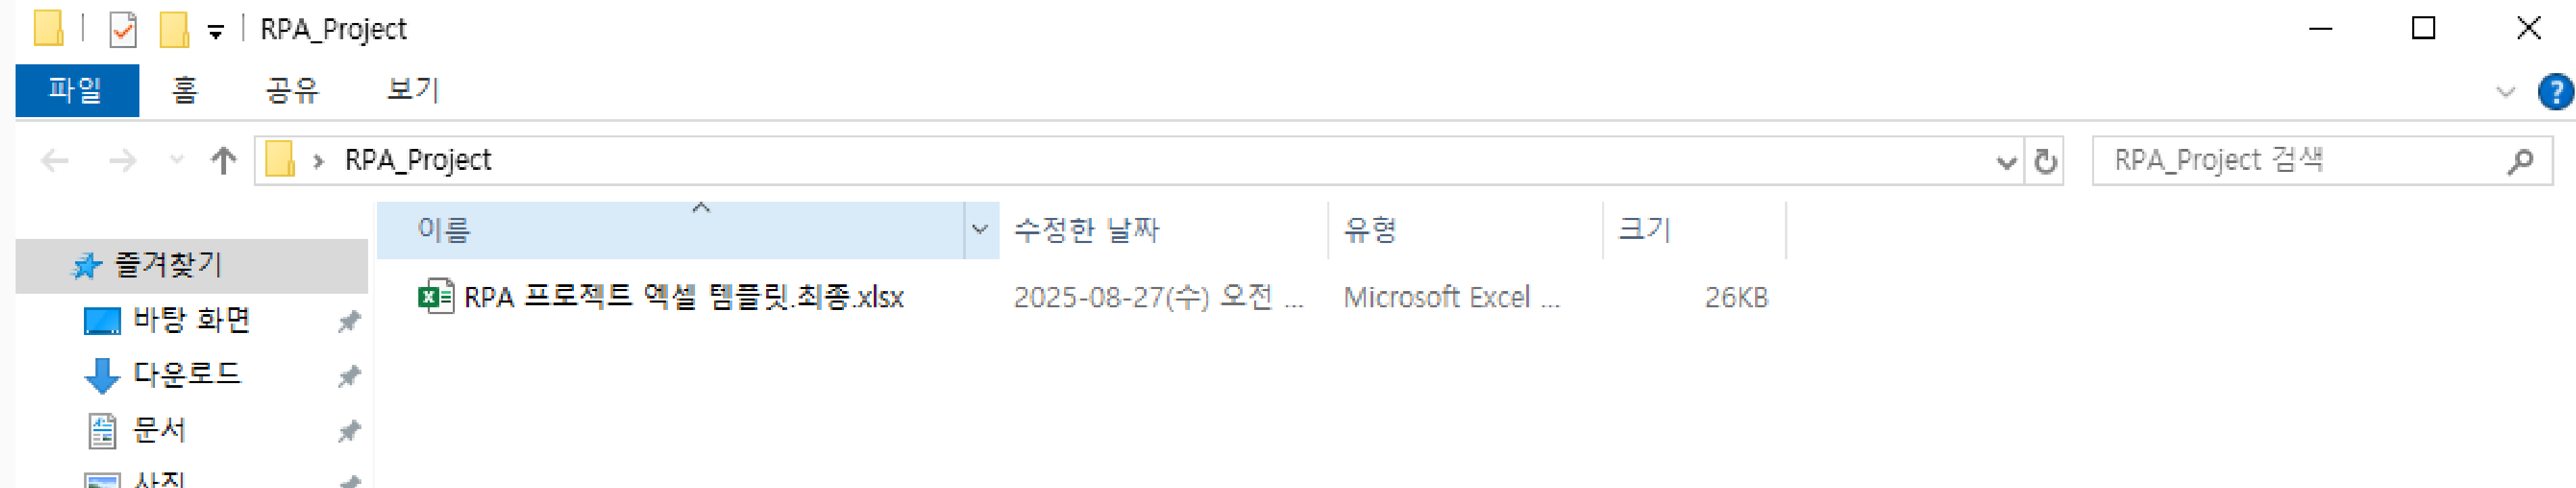 RPA_Project
파일 홈 공유 보기
RPA_Project RPA_Project 검색
이름 수정한 날짜 유형 크기
즐겨찾기
RPA 프로젝트 엑셀 템플릿.최종.xlsx 2025-08-27(수) 오전 ... Microsoft Excel ... 26KB
바탕 화면
다운로드
문서
사진